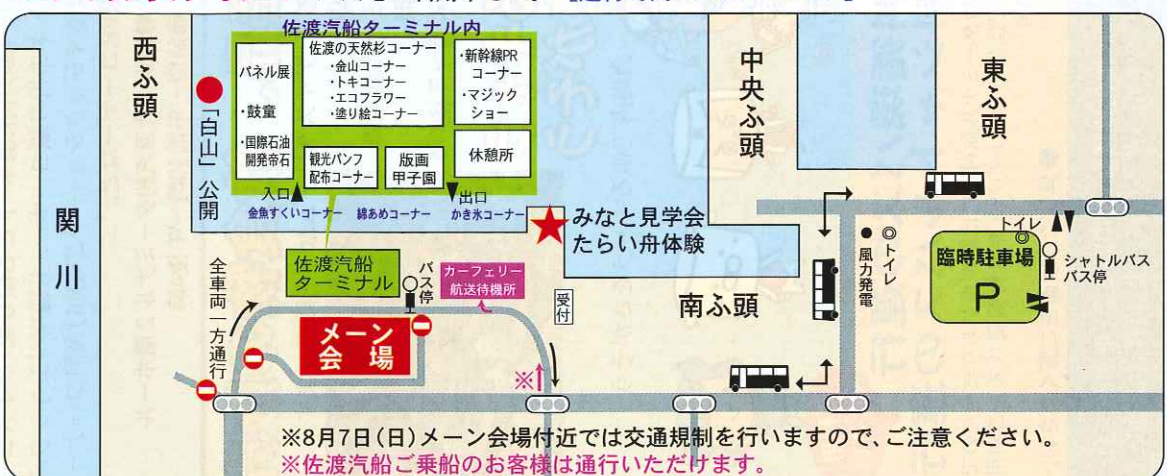 佐渡汽船ターミナル内
西ふ頭
パネル展
・鼓童
・国際石油
開発帝石
佐渡の天然杉コーナー
・金山コーナー
・トキコーナー
・エコフラワー
・塗り絵コーナー
・新幹線PR
コーナー
・マジック
ショー
観光パンフ
配布コーナー
版画
甲子園
休憩所
「白山」公開
入口
出口
金魚すくいコーナー
綿あめコーナー
かき氷コーナー
中央ふ頭
東ふ頭
関川
みなと見学会
たらい舟体験
佐渡汽船
ターミナル
バス停
カーフェリー
航送待機所
受付
全車両一方通行
メーン
会場
南ふ頭
風力発電
トイレ
トイレ
臨時駐車場
P
シャトルバス
バス停
※
※8月7日(日)メーン会場付近では交通規制を行いますので、ご注意ください。
※佐渡汽船ご乗船のお客様は通行いただけます。